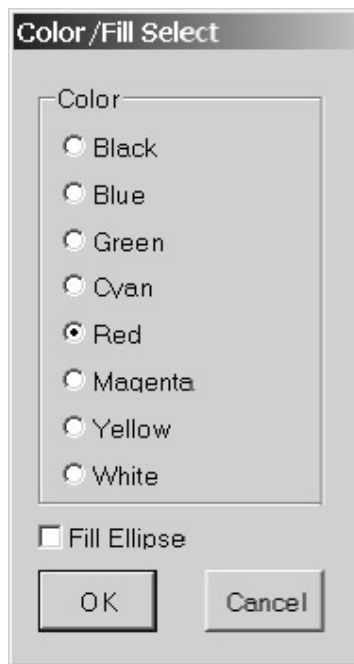 Color/Fill Select
Color
Black
Blue
Green
Cyan
Red
Magenta
Yellow
White
Fill Ellipse
OK Cancel